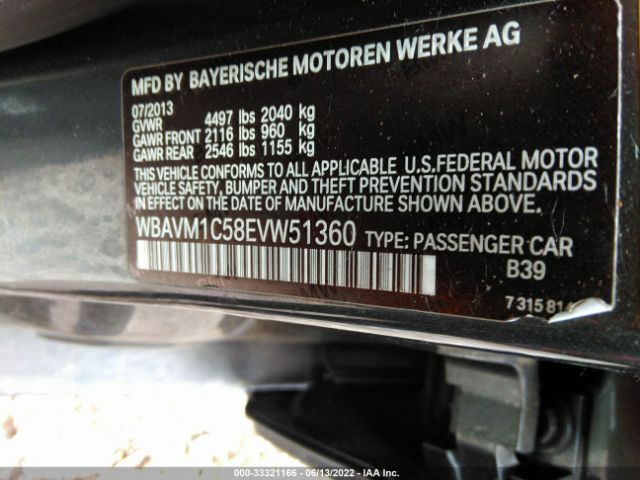 MFD BY BAYERISCHE MOTOREN WERKE AG
07/2013
GVWR 4497 lbs 2040 kg
GAWR FRONT 2116 lbs 960 kg
GAWR REAR 2546 lbs 1155 kg
THIS VEHICLE CONFORMS TO ALL APPLICABLE U.S.FEDERAL MOTOR
VEHICLE SAFETY, BUMPER AND THEFT PREVENTION STANDARDS
IN EFFECT ON THE DATE OF MANUFACTURE SHOWN ABOVE.
WBAVM1C58EVW51360 TYPE: PASSENGER CAR
B39
7 315 81
000-33321166 - 06/13/2022 - IAA Inc.